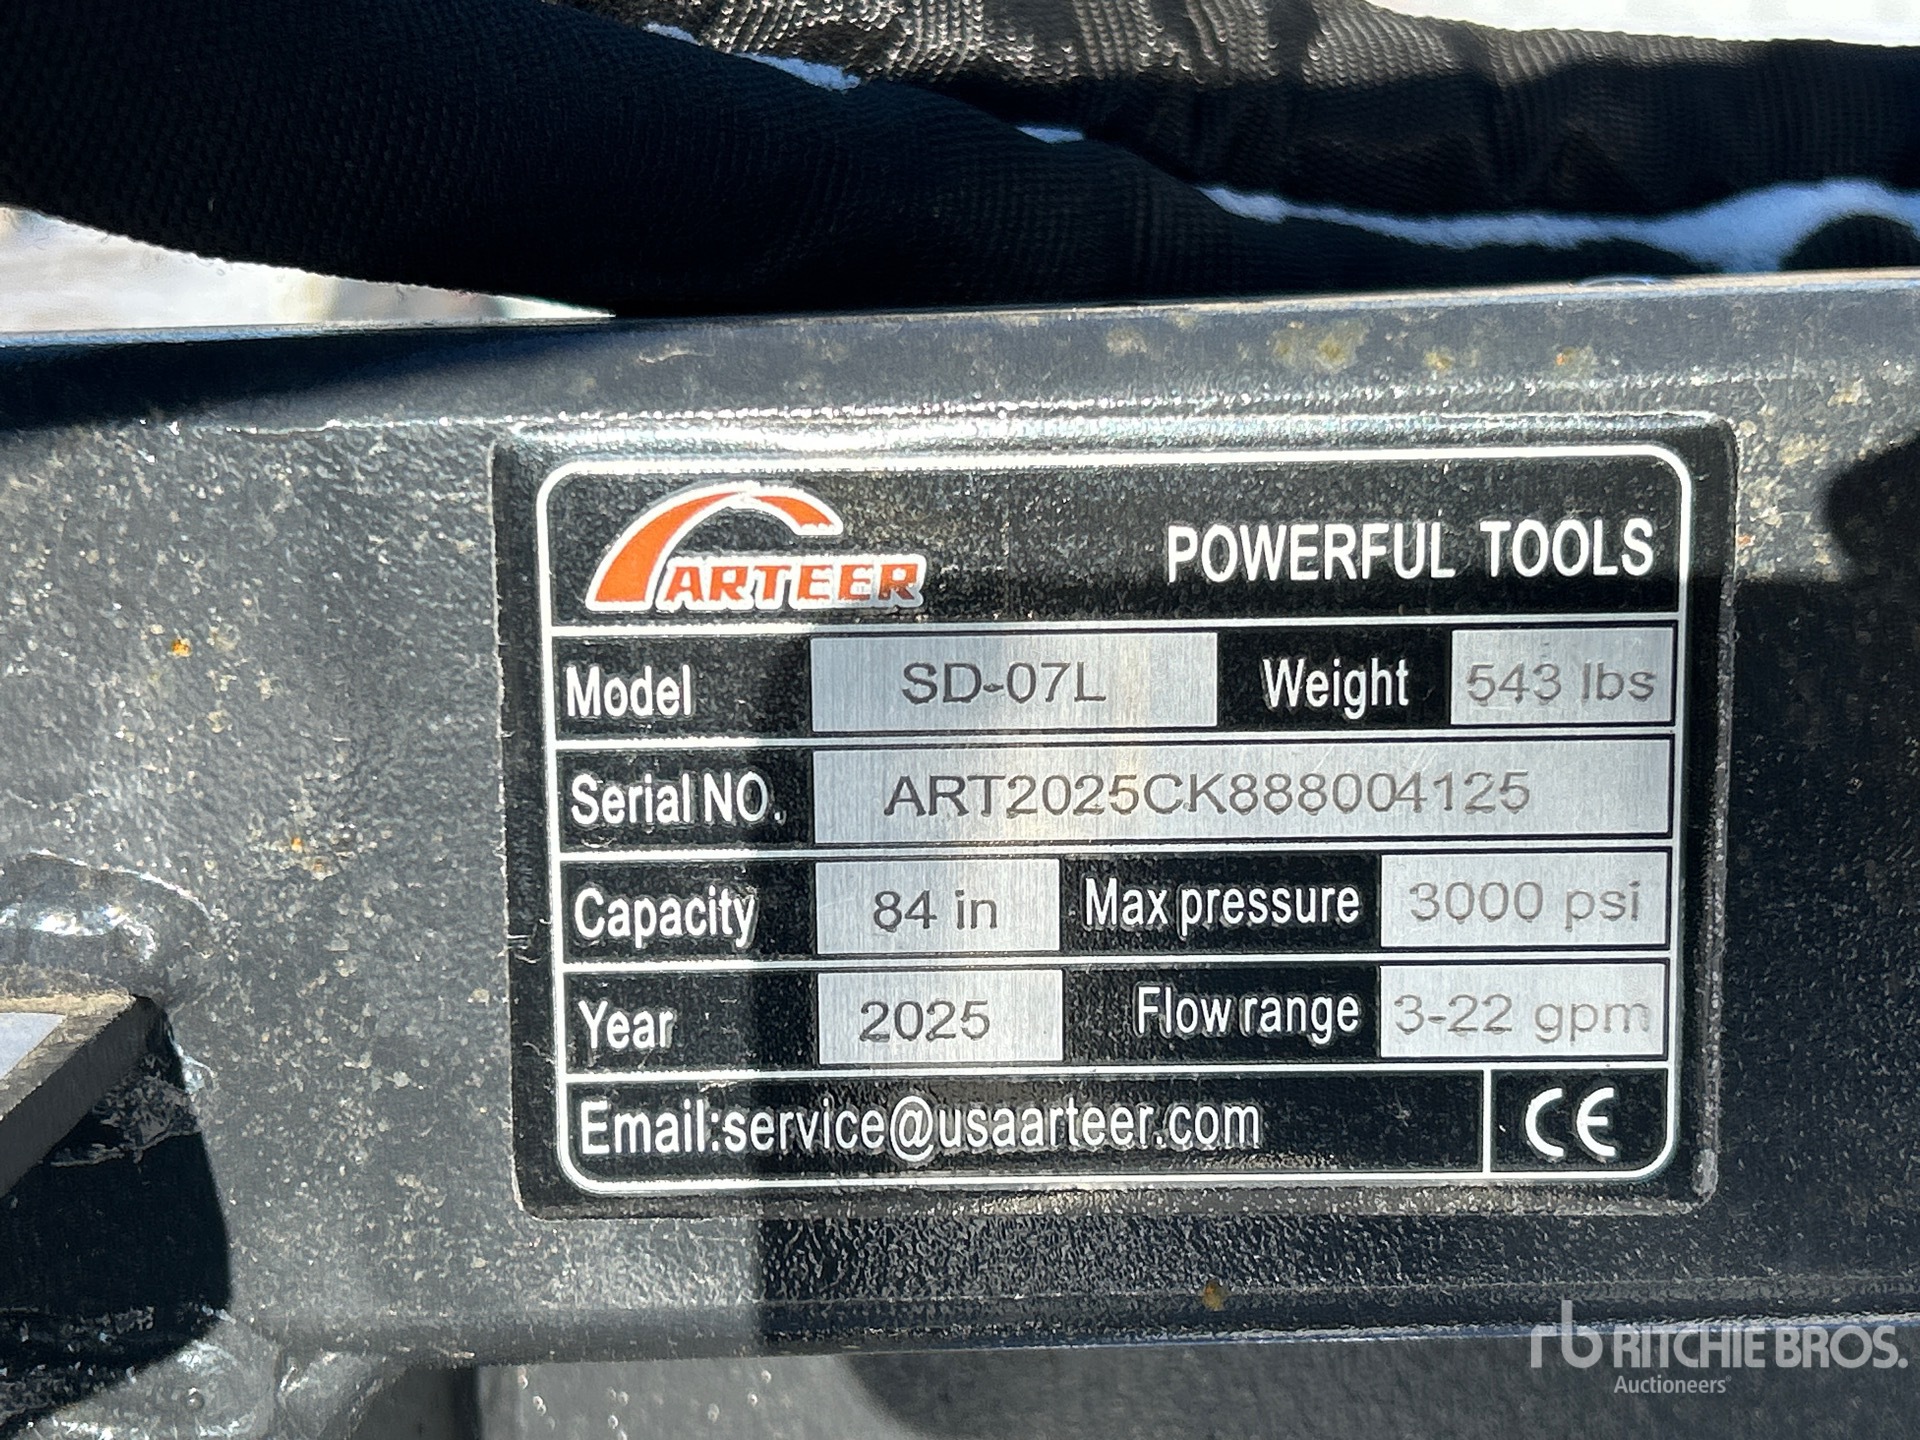 ARTEER POWERFUL TOOLS
Model SD-07L Weight 543 lbs
Serial NO. ART2025CK888004125
Capacity 84 in Max pressure 3000 psi
Year 2025 Flow range 3-22 gpm
Email:service@usaarteer.com CE
rb RITCHIE BROS.
Auctioneers